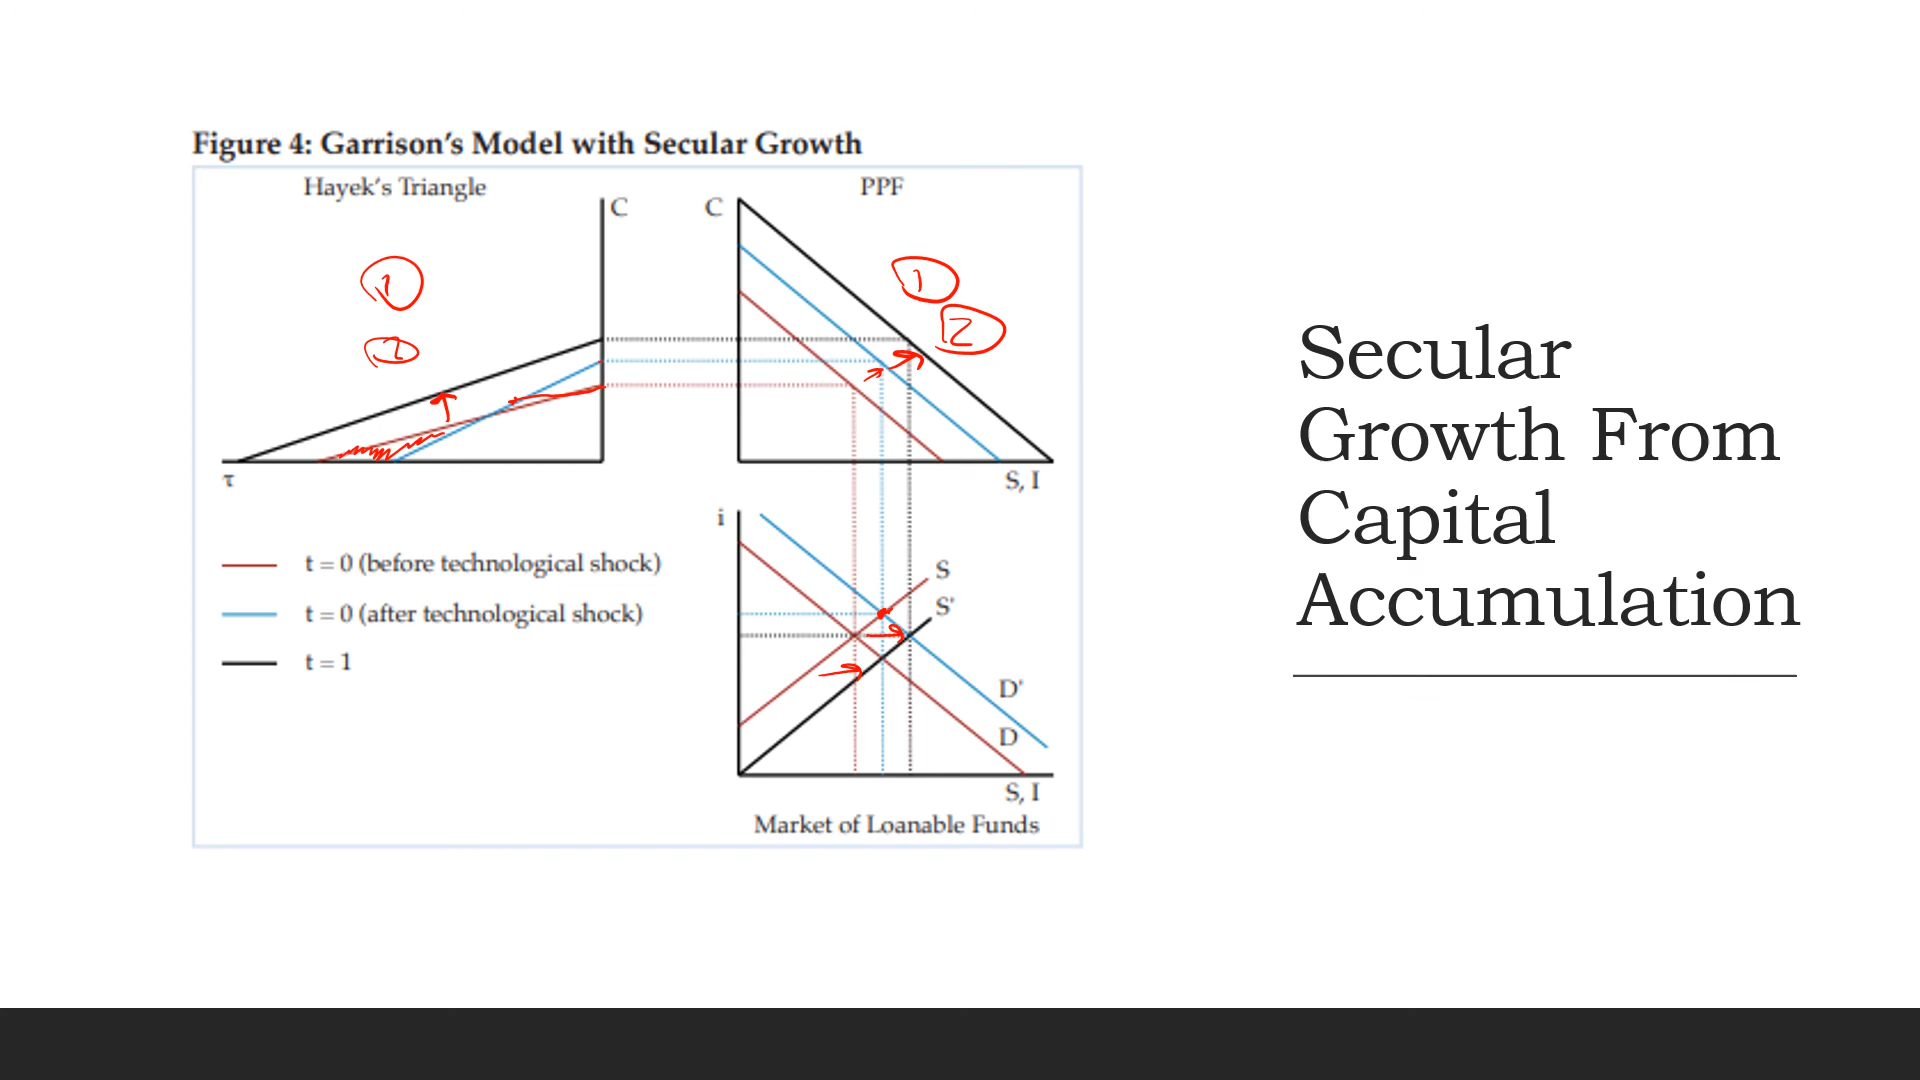 Figure 4: Garrison's Model with Secular Growth
Hayek's Triangle
PPF
C
C
1
1
2
2
τ
S, I
i
t = 0 (before technological shock)
t = 0 (after technological shock)
t = 1
S
S'
D'
D
S, I
Market of Loanable Funds
Secular
Growth From
Capital
Accumulation